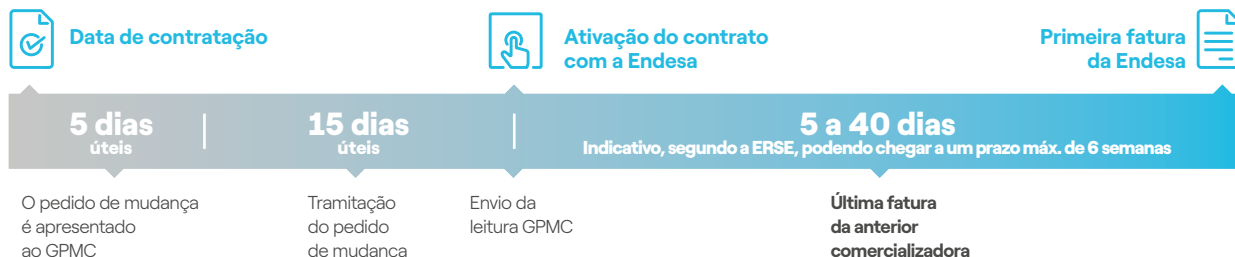 Data de contratação
Ativação do contrato
com a Endesa
Primeira fatura
da Endesa
5 dias
úteis
15 dias
úteis
5 a 40 dias
Indicativo, segundo a ERSE, podendo chegar a um prazo máx. de 6 semanas
O pedido de mudança
é apresentado
ao GPMC
Tramitação
do pedido
de mudança
Envio da
leitura GPMC
Última fatura
da anterior
comercializadora